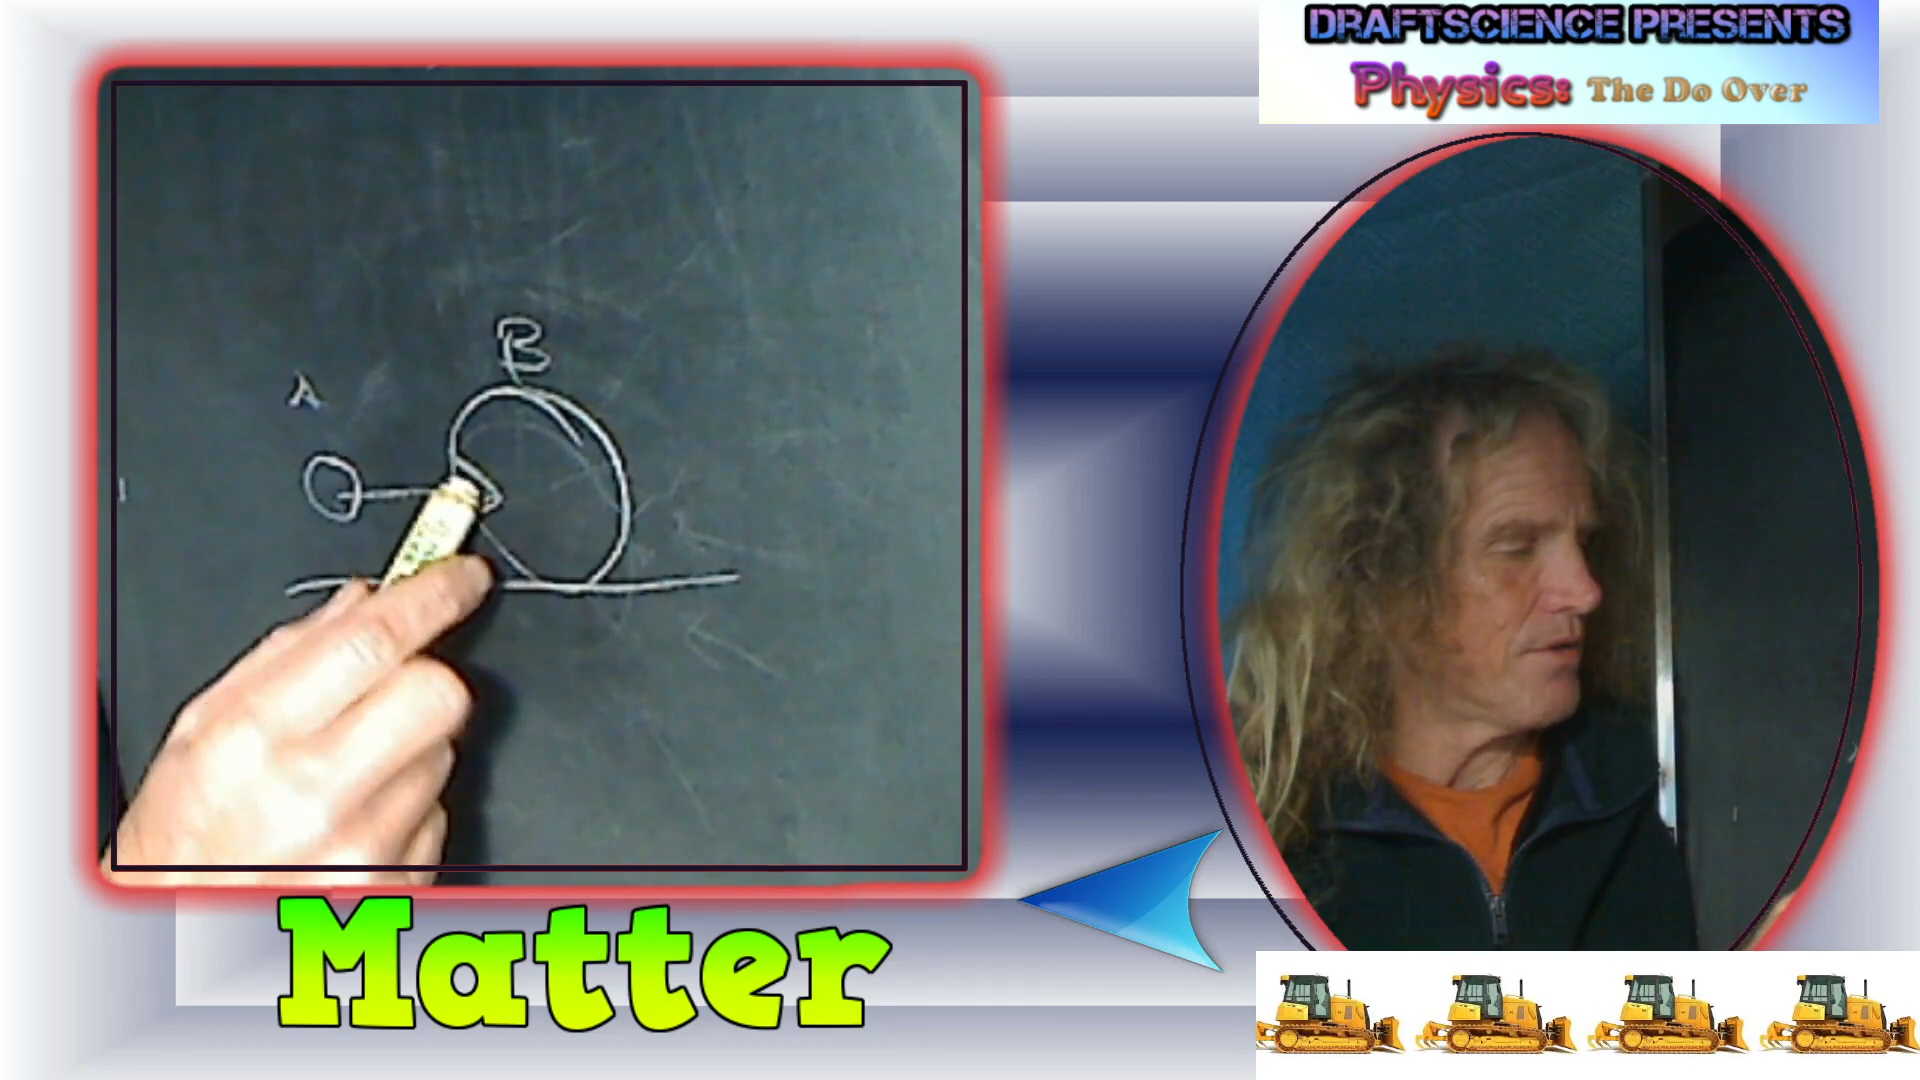 DRAFTSCIENCE PRESENTS
Physics: The Do Over
B
A
Matter